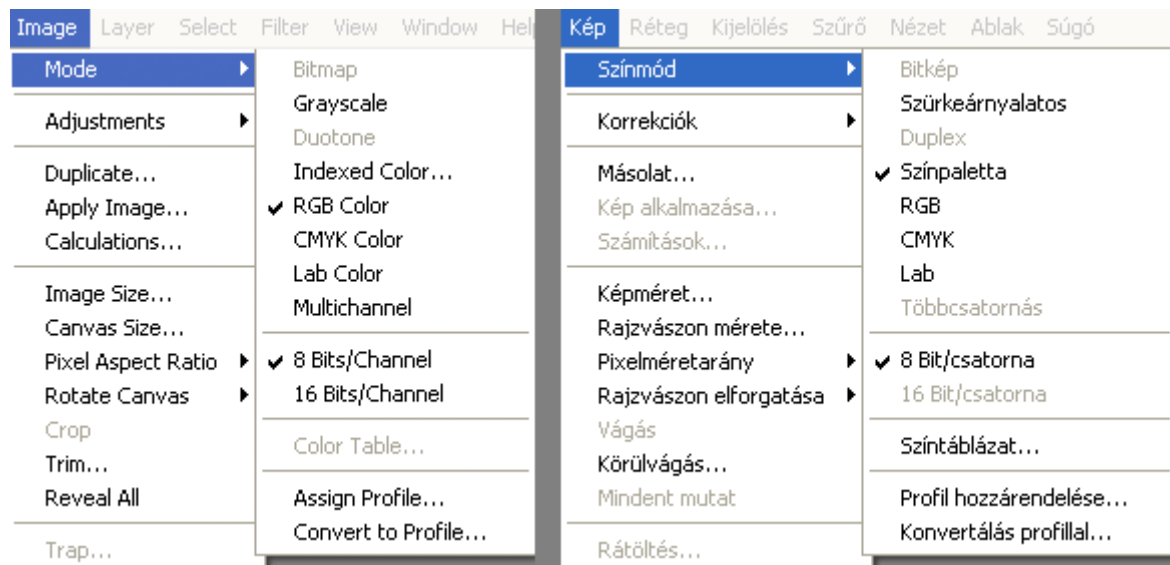 Image Layer Select Filter View Window Hel
Mode
Adjustments
Duplicate...
Apply Image...
Calculations...
Image Size...
Canvas Size...
Pixel Aspect Ratio
Rotate Canvas
Crop
Trim...
Reveal All
Trap...
Bitmap
Grayscale
Duotone
Indexed Color...
RGB Color
CMYK Color
Lab Color
Multichannel
8 Bits/Channel
16 Bits/Channel
Color Table...
Assign Profile...
Convert to Profile...
Kép Réteg Kijelölés Szűrő Nézet Ablak Súgó
Színmód
Korrekciók
Másolat...
Kép alkalmazása...
Számítások...
Képméret...
Rajzvászon mérete...
Pixelméretarány
Rajzvászon elforgatása
Vágás
Körülvágás...
Mindent mutat
Rátöltés...
Bitkép
Szürkeárnyalatos
Duplex
Színpaletta
RGB
CMYK
Lab
Többcsatornás
8 Bit/csatorna
16 Bit/csatorna
Színtáblázat...
Profil hozzárendelése...
Konvertálás profillal...